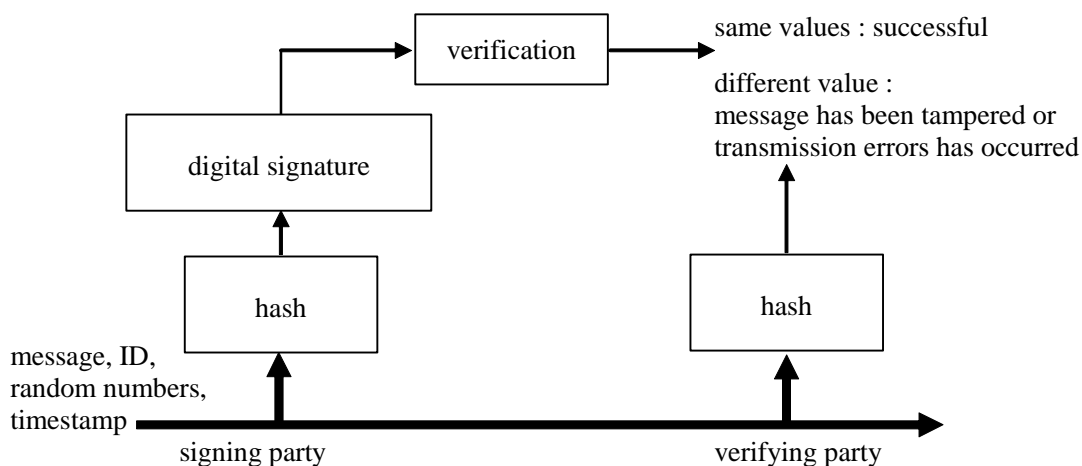 verification
same values : successful
different value :
message has been tampered or
transmission errors has occurred
digital signature
hash
hash
message, ID,
random numbers,
timestamp
signing party
verifying party